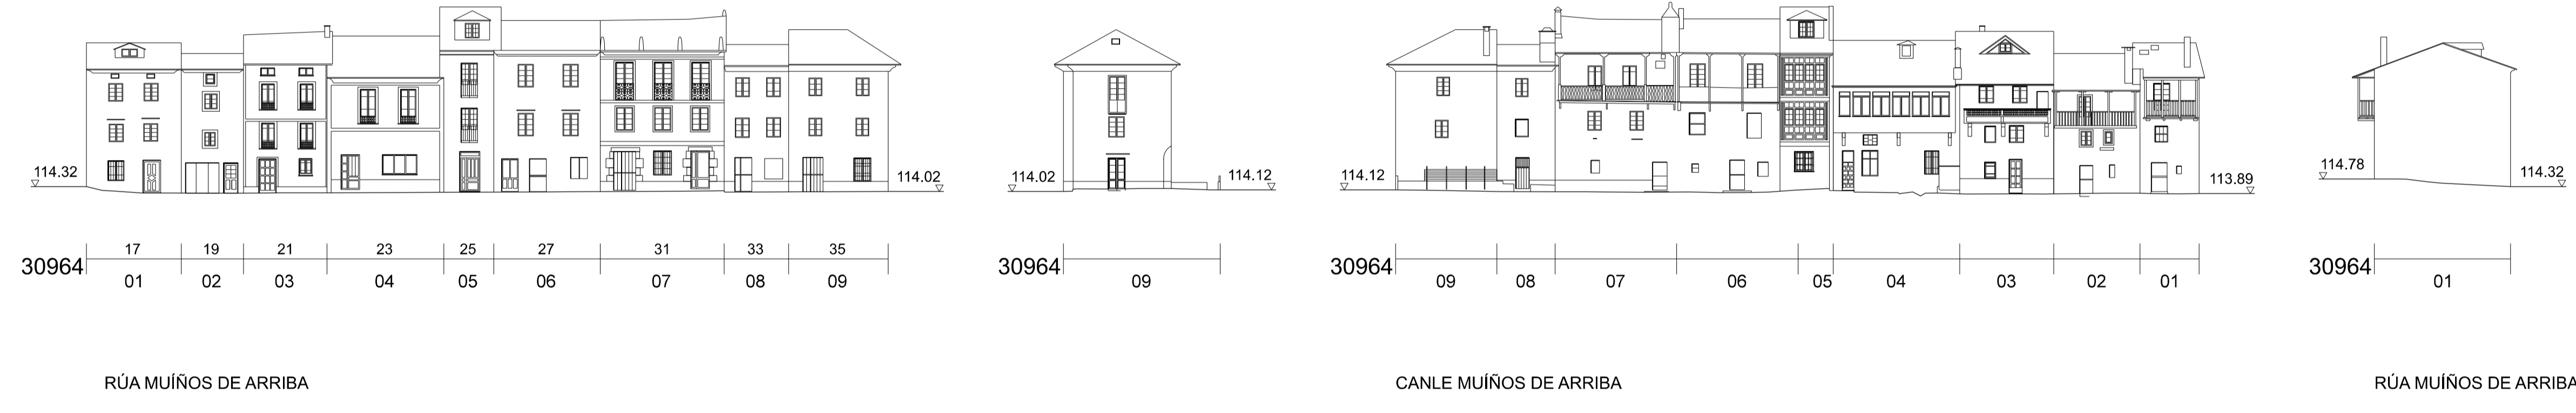 114.32
114.02
17 19 21 23 25 27 31 33 35
30964
01 02 03 04 05 06 07 08 09
RÚA MUÍÑOS DE ARRIBA
114.02
114.12
30964
09
114.12
113.89
30964
09 08 07 06 05 04 03 02 01
CANLE MUÍÑOS DE ARRIBA
114.78
114.32
30964
01
RÚA MUÍÑOS DE ARRIBA